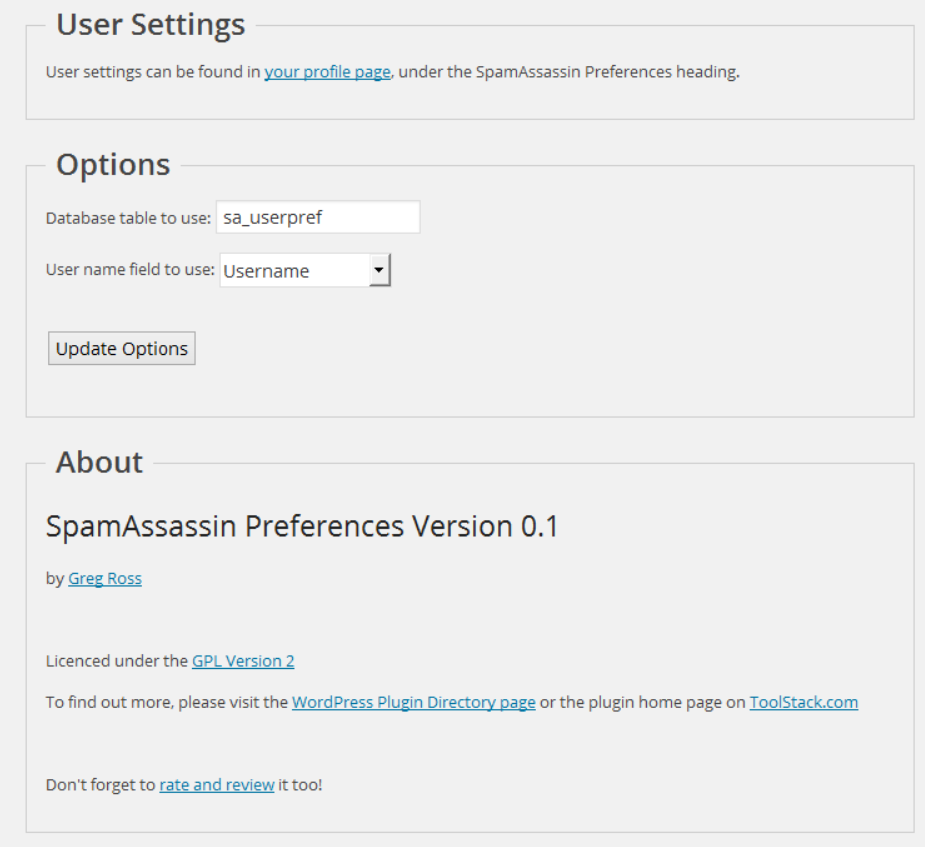 User Settings
User settings can be found in your profile page, under the SpamAssassin Preferences heading.
Options
Database table to use: sa_userpref
User name field to use: Username
Update Options
About
SpamAssassin Preferences Version 0.1
by Greg Ross
Licenced under the GPL Version 2
To find out more, please visit the WordPress Plugin Directory page or the plugin home page on ToolStack.com
Don't forget to rate and review it too!